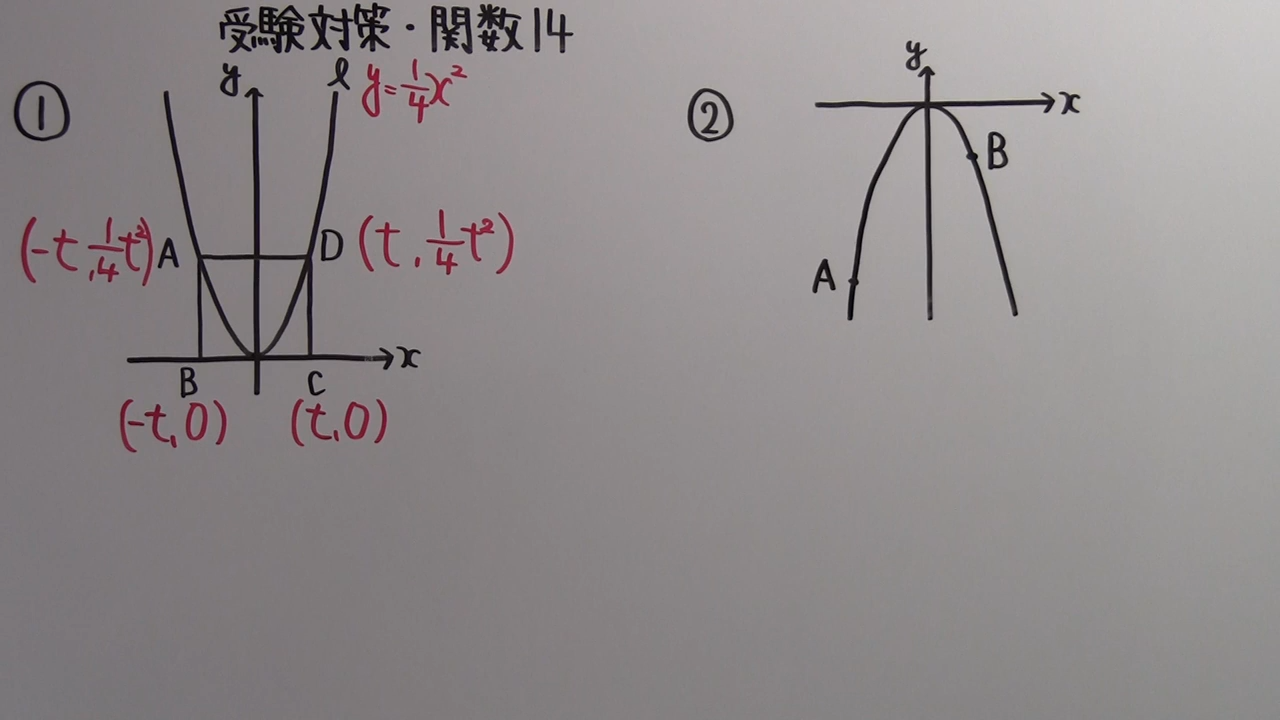 受験対策・関数14
①
y
l
y=1/4x²
(-t,1/4t²)
A
D
(t,1/4t²)
x
B
C
(-t,0)
(t,0)
②
y
x
B
A